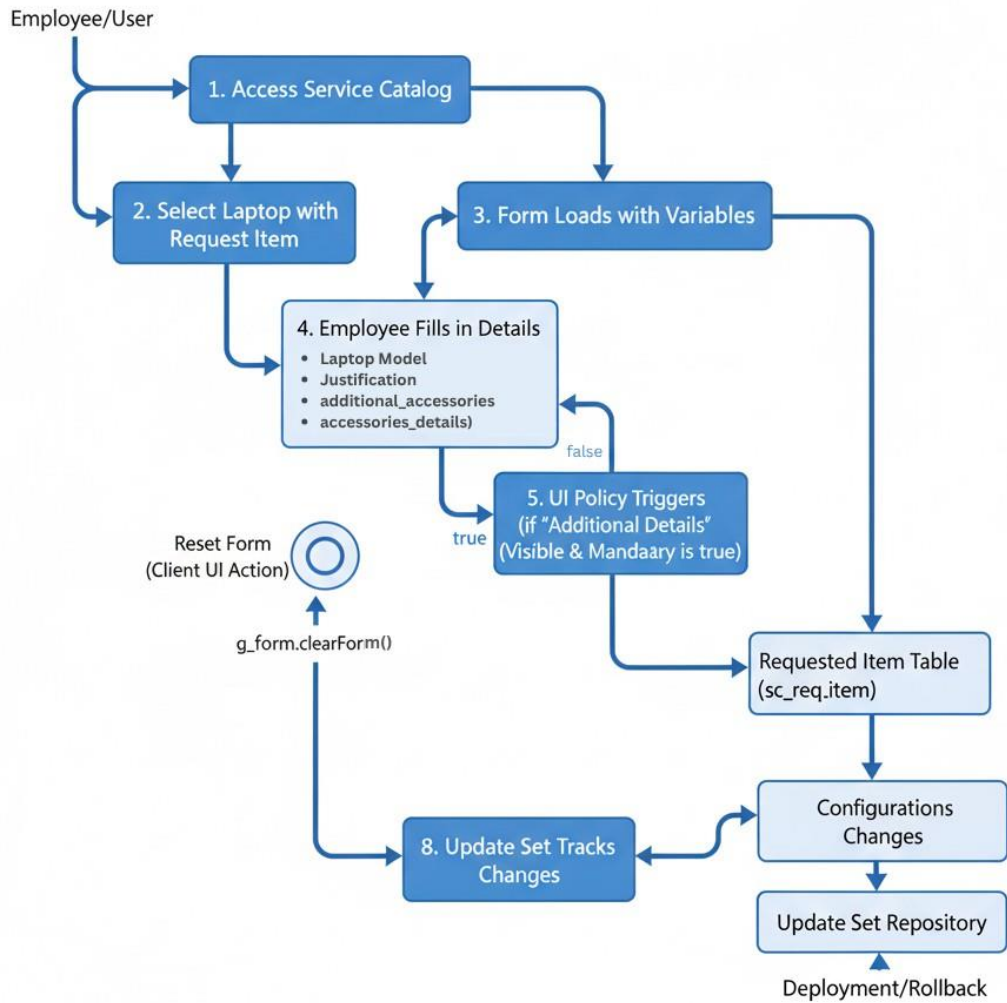 Employee/User
1. Access Service Catalog
2. Select Laptop with
Request Item
3. Form Loads with Variables
4. Employee Fills in Details
• Laptop Model
• Justification
• additional_accessories
• accessories_details)
false
true
5. UI Policy Triggers
(if "Additional Details"
(Visible & Mandaary is true)
Reset Form
(Client UI Action)
g_form.clearForm()
Requested Item Table
(sc_req.item)
Configurations
Changes
8. Update Set Tracks
Changes
Update Set Repository
Deployment/Rollback